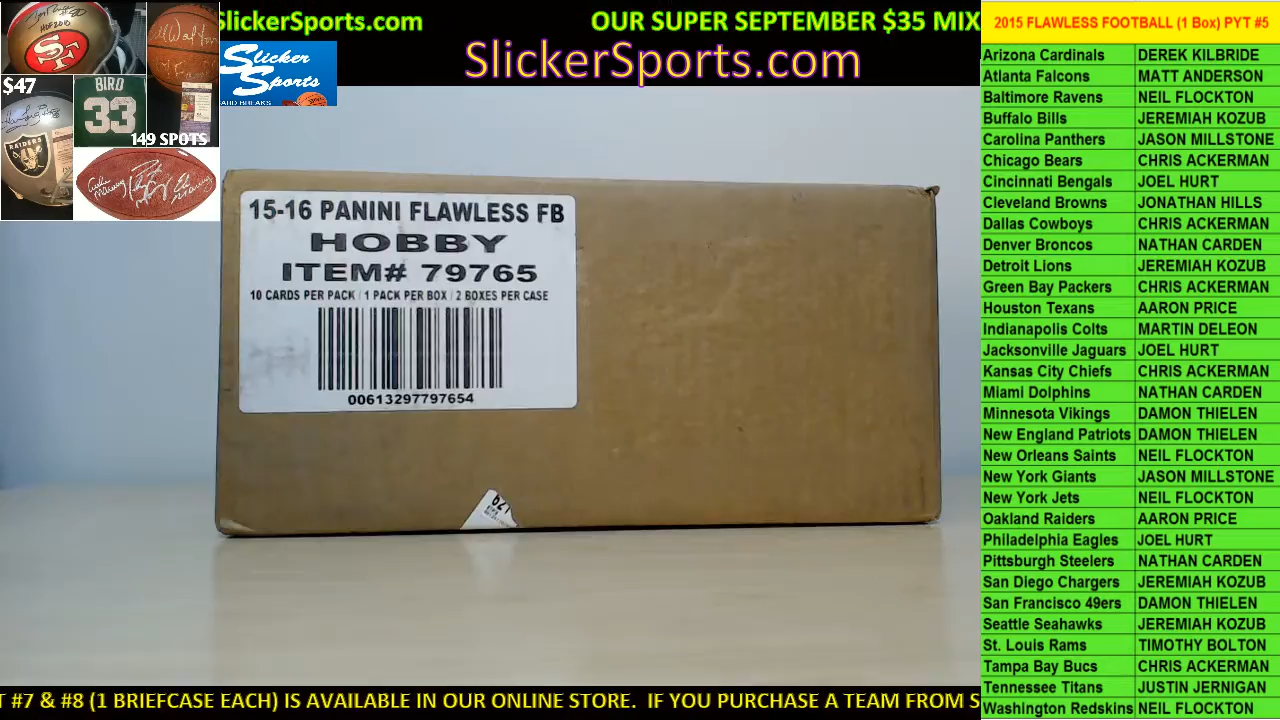 SlickerSports.com
OUR SUPER SEPTEMBER $35 MIX
SlickerSports.com
Slicker
Sports
ARD BREAKS
HOF 2010
$47
BIRD
33
149 SPOTS
RAIDERS
15-16 PANINI FLAWLESS FB
HOBBY
ITEM# 79765
10 CARDS PER PACK / 1 PACK PER BOX / 2 BOXES PER CASE
00613297797654
2015 FLAWLESS FOOTBALL (1 Box) PYT #5
Arizona Cardinals DEREK KILBRIDE
Atlanta Falcons MATT ANDERSON
Baltimore Ravens NEIL FLOCKTON
Buffalo Bills JEREMIAH KOZUB
Carolina Panthers JASON MILLSTONE
Chicago Bears CHRIS ACKERMAN
Cincinnati Bengals JOEL HURT
Cleveland Browns JONATHAN HILLS
Dallas Cowboys CHRIS ACKERMAN
Denver Broncos NATHAN CARDEN
Detroit Lions JEREMIAH KOZUB
Green Bay Packers CHRIS ACKERMAN
Houston Texans AARON PRICE
Indianapolis Colts MARTIN DELEON
Jacksonville Jaguars JOEL HURT
Kansas City Chiefs CHRIS ACKERMAN
Miami Dolphins NATHAN CARDEN
Minnesota Vikings DAMON THIELEN
New England Patriots DAMON THIELEN
New Orleans Saints NEIL FLOCKTON
New York Giants JASON MILLSTONE
New York Jets NEIL FLOCKTON
Oakland Raiders AARON PRICE
Philadelphia Eagles JOEL HURT
Pittsburgh Steelers NATHAN CARDEN
San Diego Chargers JEREMIAH KOZUB
San Francisco 49ers DAMON THIELEN
Seattle Seahawks JEREMIAH KOZUB
St. Louis Rams TIMOTHY BOLTON
Tampa Bay Bucs CHRIS ACKERMAN
Tennessee Titans JUSTIN JERNIGAN
Washington Redskins NEIL FLOCKTON
T #7 & #8 (1 BRIEFCASE EACH) IS AVAILABLE IN OUR ONLINE STORE. IF YOU PURCHASE A TEAM FROM S